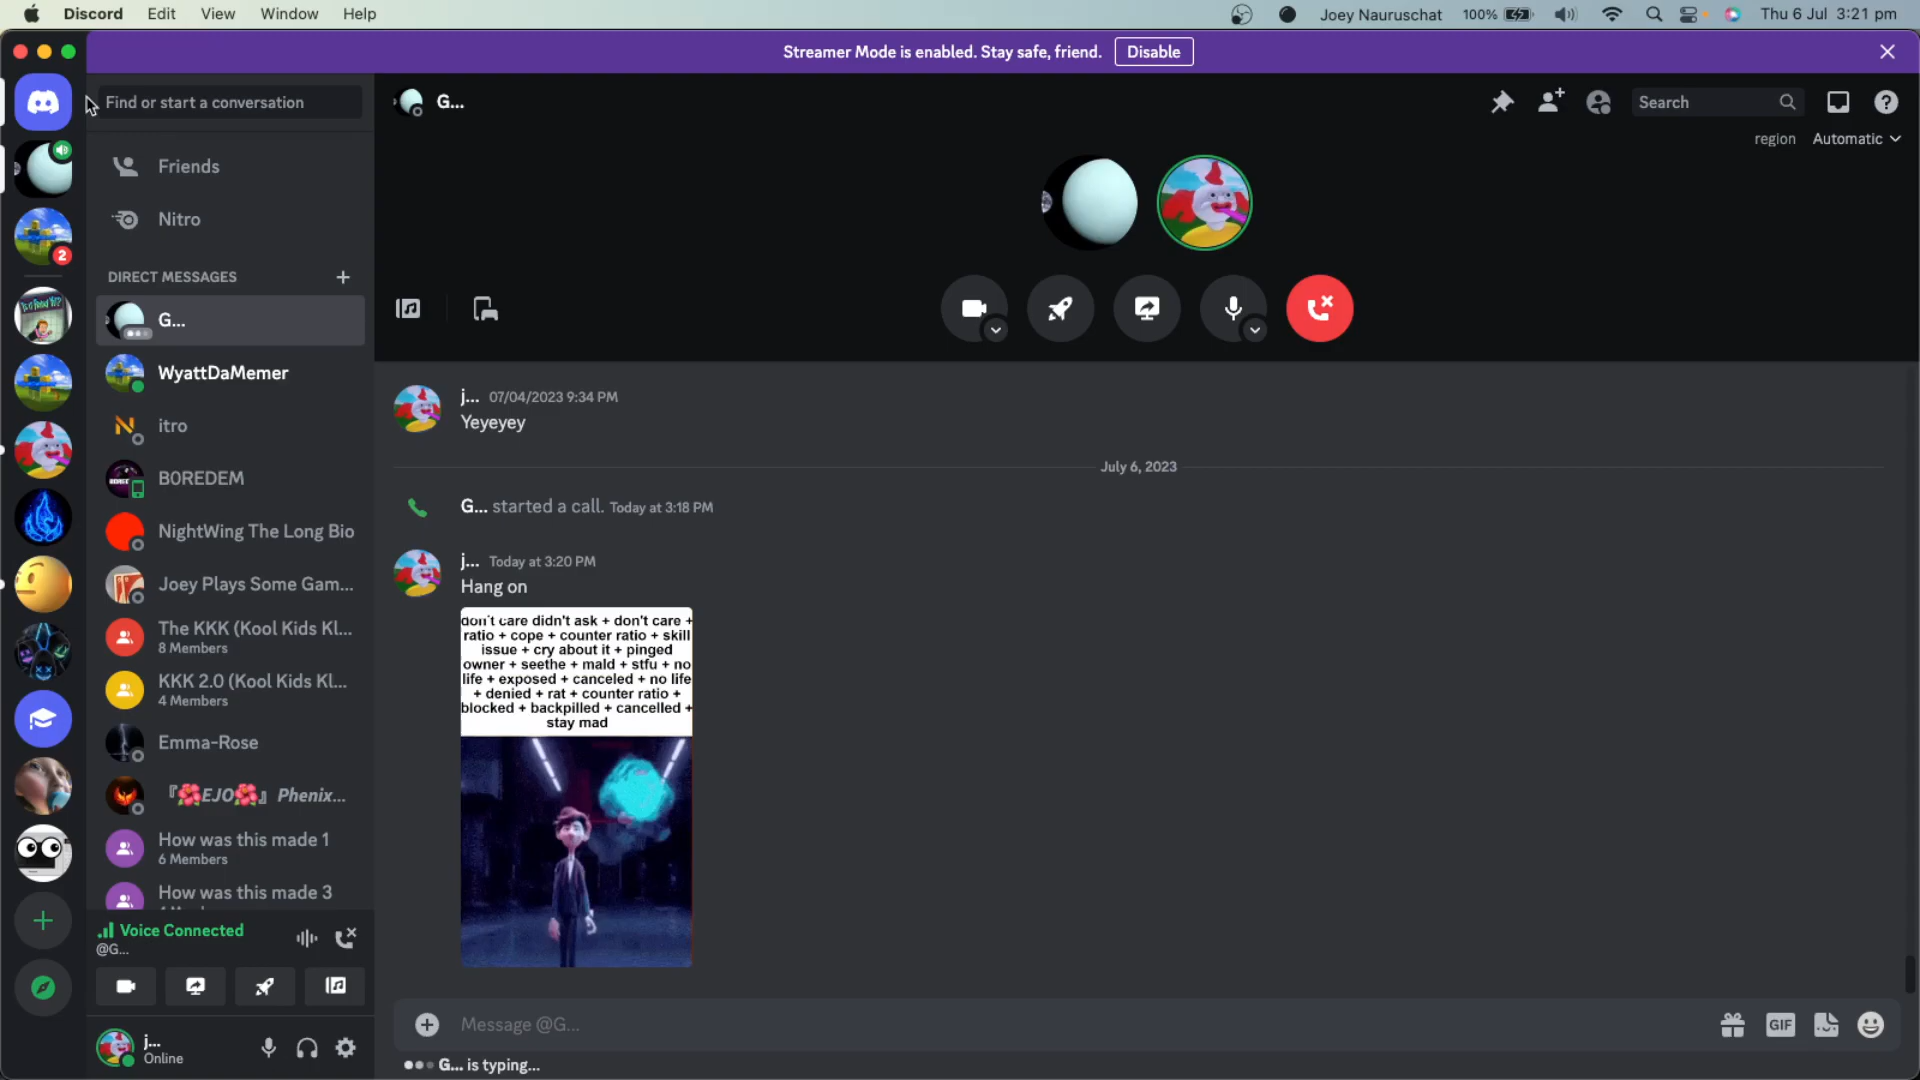 Discord Edit View Window Help
Joey Nauruschat 100% Thu 6 Jul 3:21 pm
Streamer Mode is enabled. Stay safe, friend. Disable
Find or start a conversation
G...
Search
region Automatic
Friends
Nitro
2
DIRECT MESSAGES
G...
WyattDaMemer
itro
B0REDEM
NightWing The Long Bio
Joey Plays Some Gam...
The KKK (Kool Kids Kl...
8 Members
KKK 2.0 (Kool Kids Kl...
4 Members
Emma-Rose
『🌺EJO🌺』 Phenix...
How was this made 1
6 Members
How was this made 3
Voice Connected
@G...
j...
Online
j... 07/04/2023 9:34 PM
Yeyeyey
July 6, 2023
G... started a call. Today at 3:18 PM
j... Today at 3:20 PM
Hang on
don't care didn't ask + don't care +
ratio + cope + counter ratio + skill
issue + cry about it + pinged
owner + seethe + mald + stfu + no
life + exposed + canceled + no life
+ denied + rat + counter ratio +
blocked + backpilled + cancelled +
stay mad
Message @G...
GIF
G... is typing...